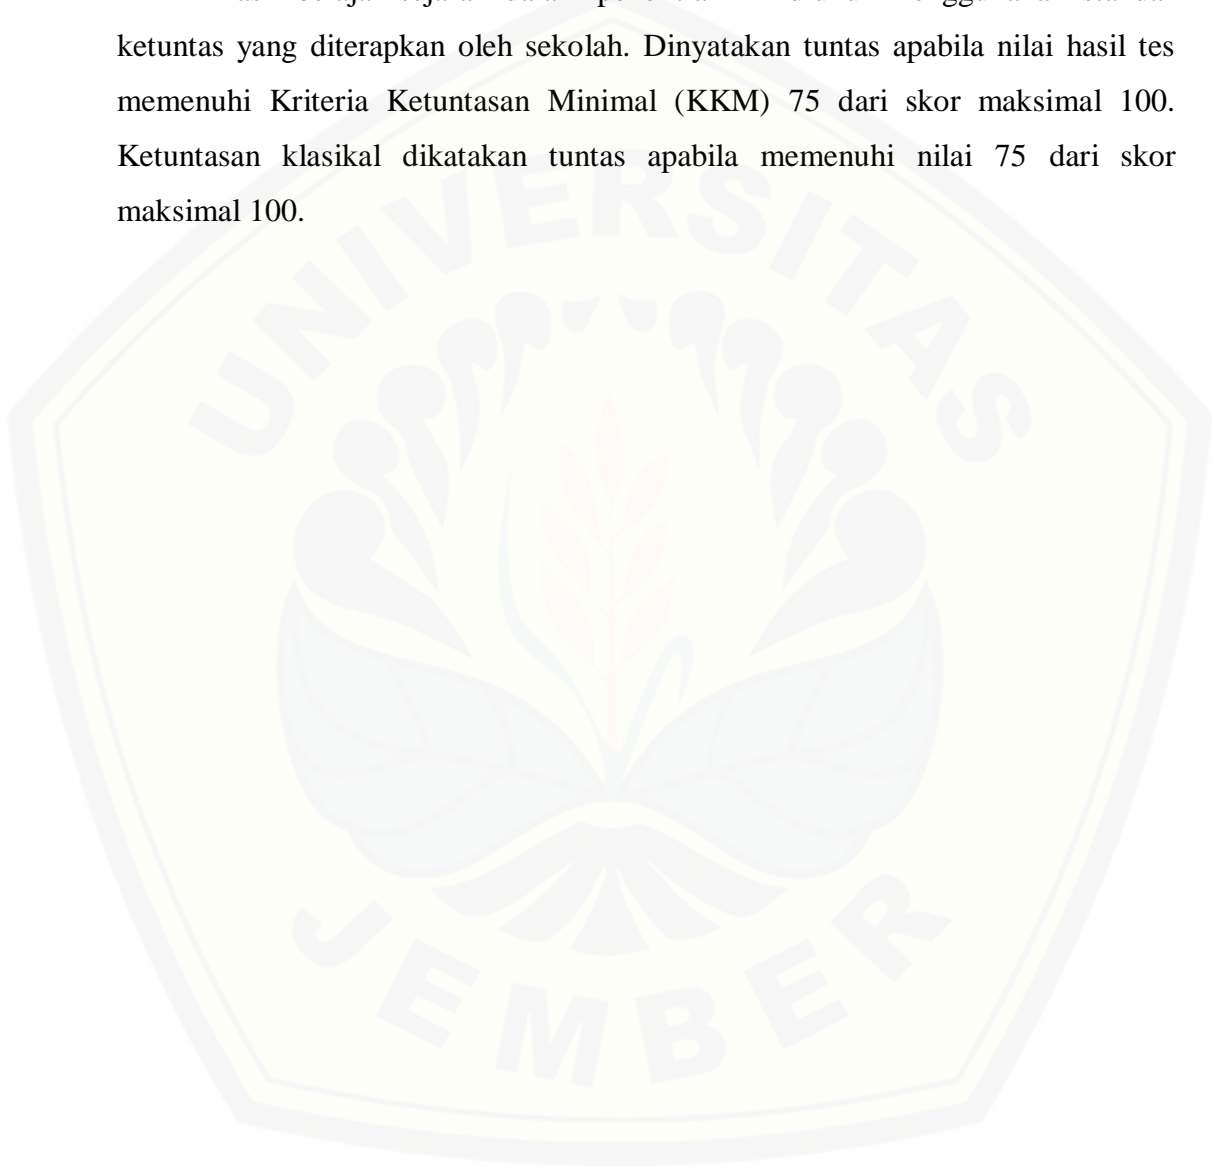 ketuntas yang diterapkan oleh sekolah. Dinyatakan tuntas apabila nilai hasil tes
memenuhi Kriteria Ketuntasan Minimal (KKM) 75 dari skor maksimal 100.
Ketuntasan klasikal dikatakan tuntas apabila memenuhi nilai 75 dari skor
maksimal 100.
UNIVERSITAS
JEMBER